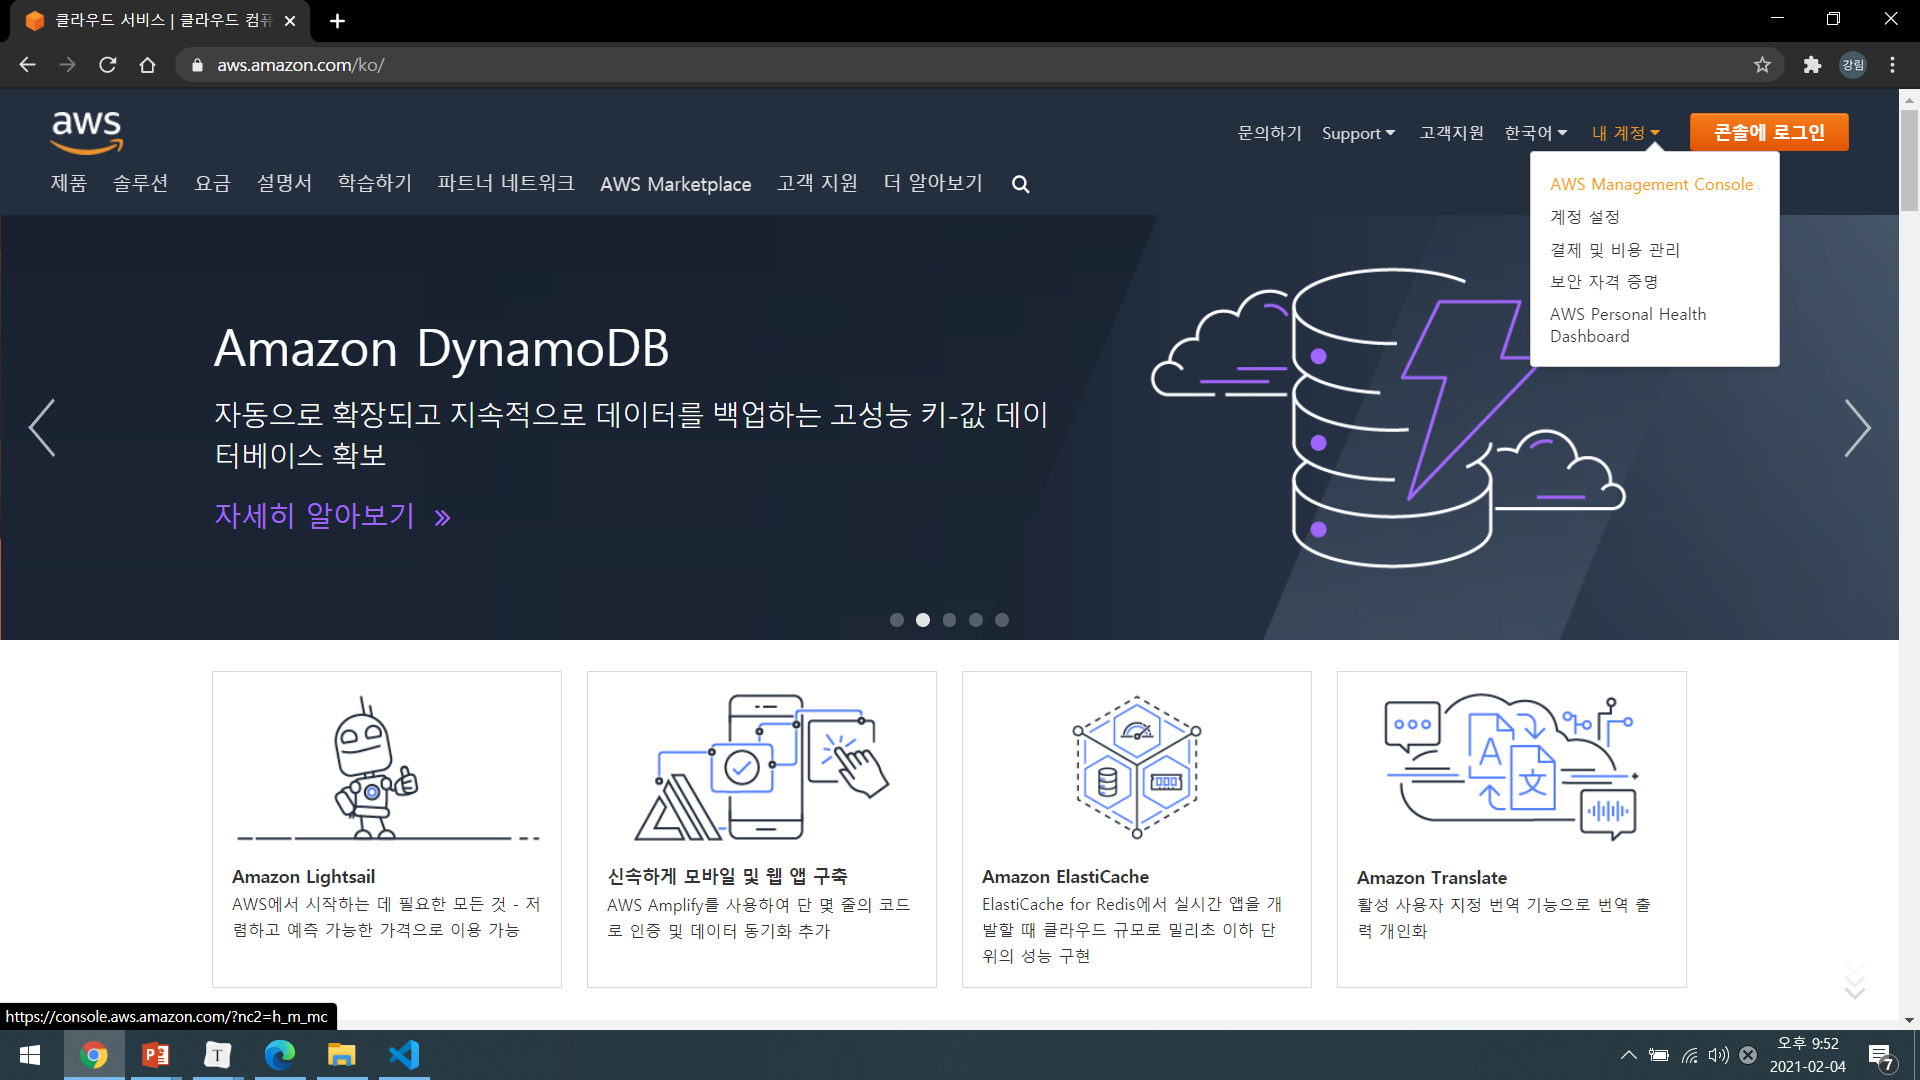 클라우드 서비스 | 클라우드 컴퓨
aws.amazon.com/ko/
강림
aws
문의하기 Support 고객지원 한국어 내 계정 콘솔에 로그인
제품 솔루션 요금 설명서 학습하기 파트너 네트워크 AWS Marketplace 고객 지원 더 알아보기
AWS Management Console
계정 설정
결제 및 비용 관리
보안 자격 증명
AWS Personal Health
Dashboard
Amazon DynamoDB
자동으로 확장되고 지속적으로 데이터를 백업하는 고성능 키-값 데이
터베이스 확보
자세히 알아보기 »
A
文
Amazon Lightsail
AWS에서 시작하는 데 필요한 모든 것 - 저
렴하고 예측 가능한 가격으로 이용 가능
신속하게 모바일 및 웹 앱 구축
AWS Amplify를 사용하여 단 몇 줄의 코드
로 인증 및 데이터 동기화 추가
Amazon ElastiCache
ElastiCache for Redis에서 실시간 앱을 개
발할 때 클라우드 규모로 밀리초 이하 단
위의 성능 구현
Amazon Translate
활성 사용자 지정 번역 기능으로 번역 출
력 개인화
https://console.aws.amazon.com/?nc2=h_m_mc
T
오후 9:52
2021-02-04
7